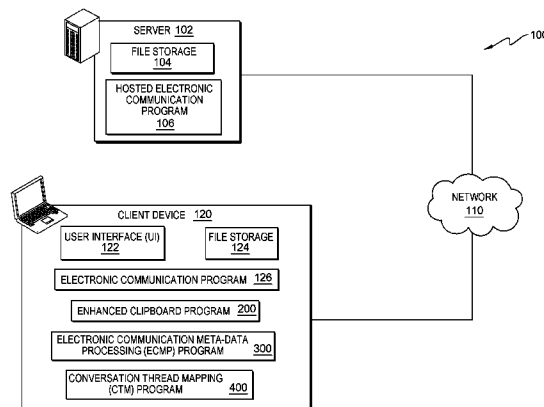 SERVER 102
FILE STORAGE
104
HOSTED ELECTRONIC
COMMUNICATION
PROGRAM
106
100
NETWORK
110
CLIENT DEVICE 120
USER INTERFACE (UI)
122
FILE STORAGE
124
ELECTRONIC COMMUNICATION PROGRAM 126
ENHANCED CLIPBOARD PROGRAM 200
ELECTRONIC COMMUNICATION META-DATA
PROCESSING (ECMP) PROGRAM 300
CONVERSATION THREAD MAPPING
(CTM) PROGRAM 400